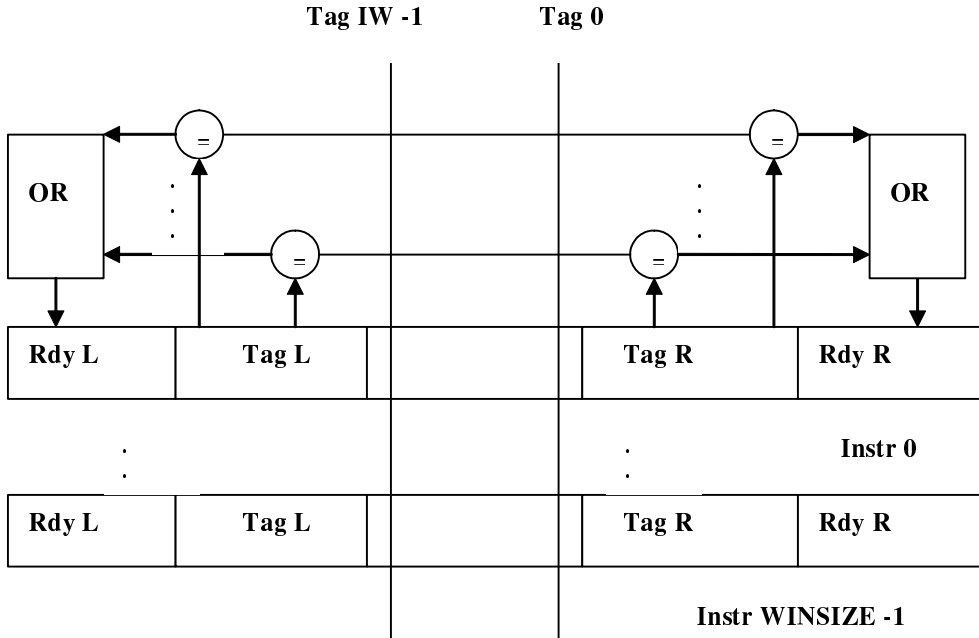 Tag IW -1 Tag 0
= =
OR OR
= =
Rdy L Tag L Tag R Rdy R
Instr 0
Rdy L Tag L Tag R Rdy R
Instr WINSIZE -1